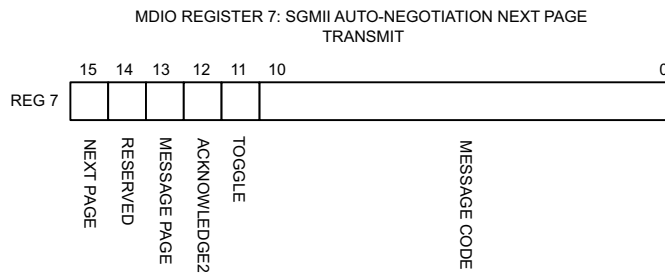 MDIO REGISTER 7: SGMII AUTO-NEGOTIATION NEXT PAGE
TRANSMIT
15 14 13 12 11 10 0
REG 7
NEXT PAGE
RESERVED
MESSAGE PAGE
ACKNOWLEDGE2
TOGGLE
MESSAGE CODE